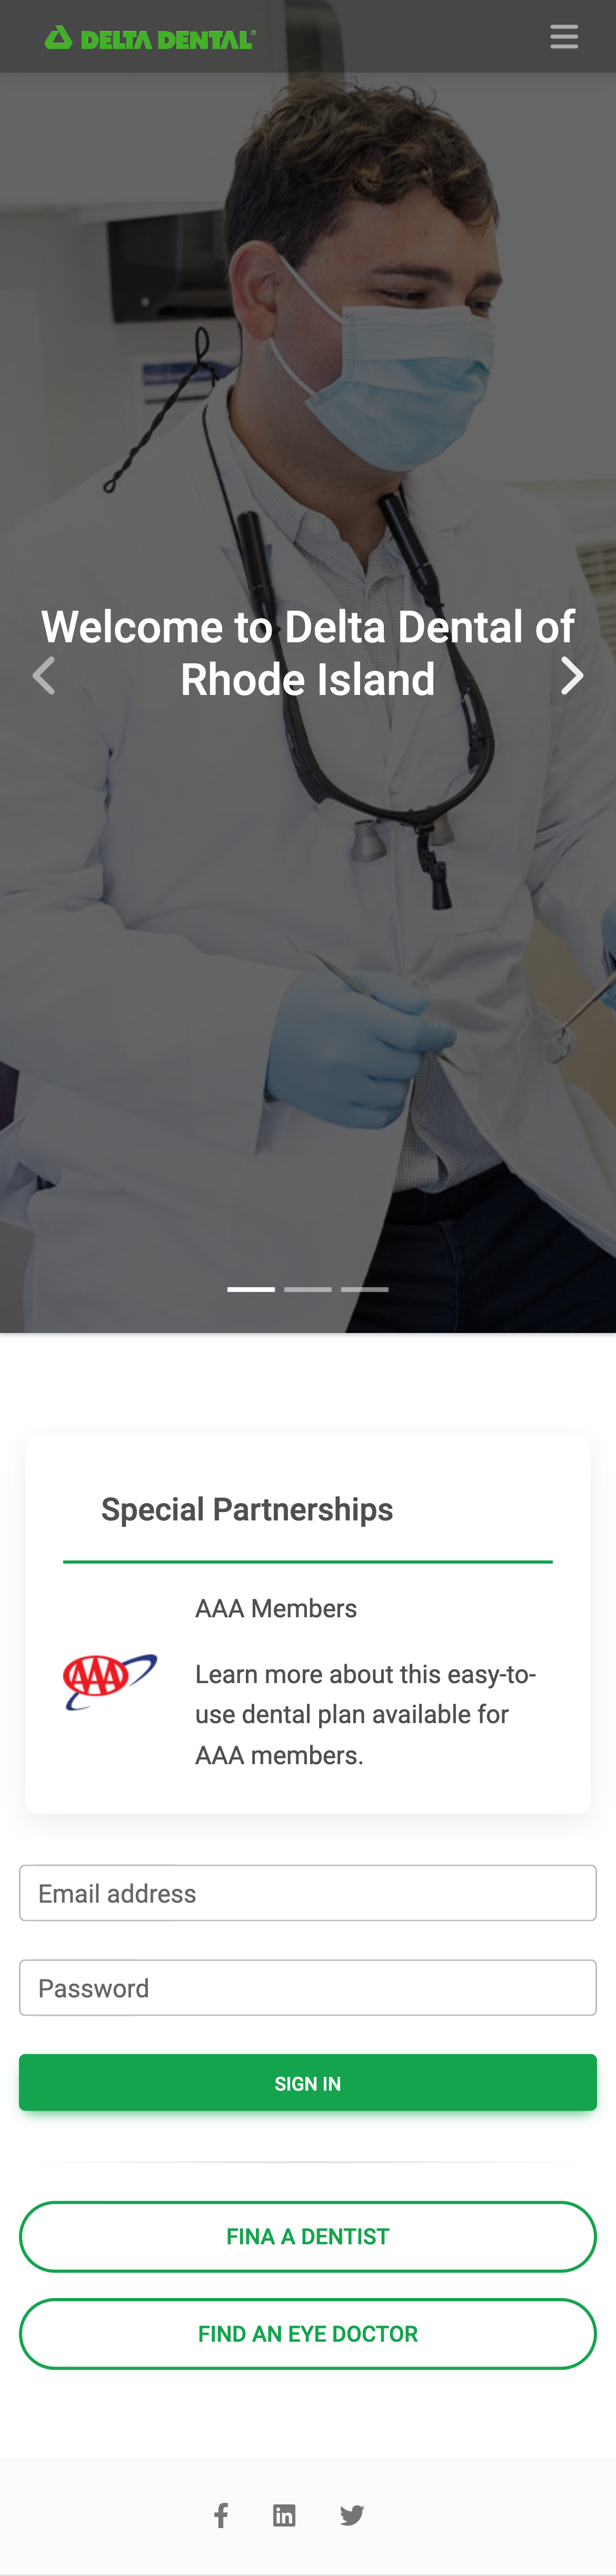 DELTA DENTAL®
Welcome to Delta Dental of
Rhode Island
Special Partnerships
AAA Members
AAA
Learn more about this easy-to-
use dental plan available for
AAA members.
Email address
Password
SIGN IN
FINA A DENTIST
FIND AN EYE DOCTOR